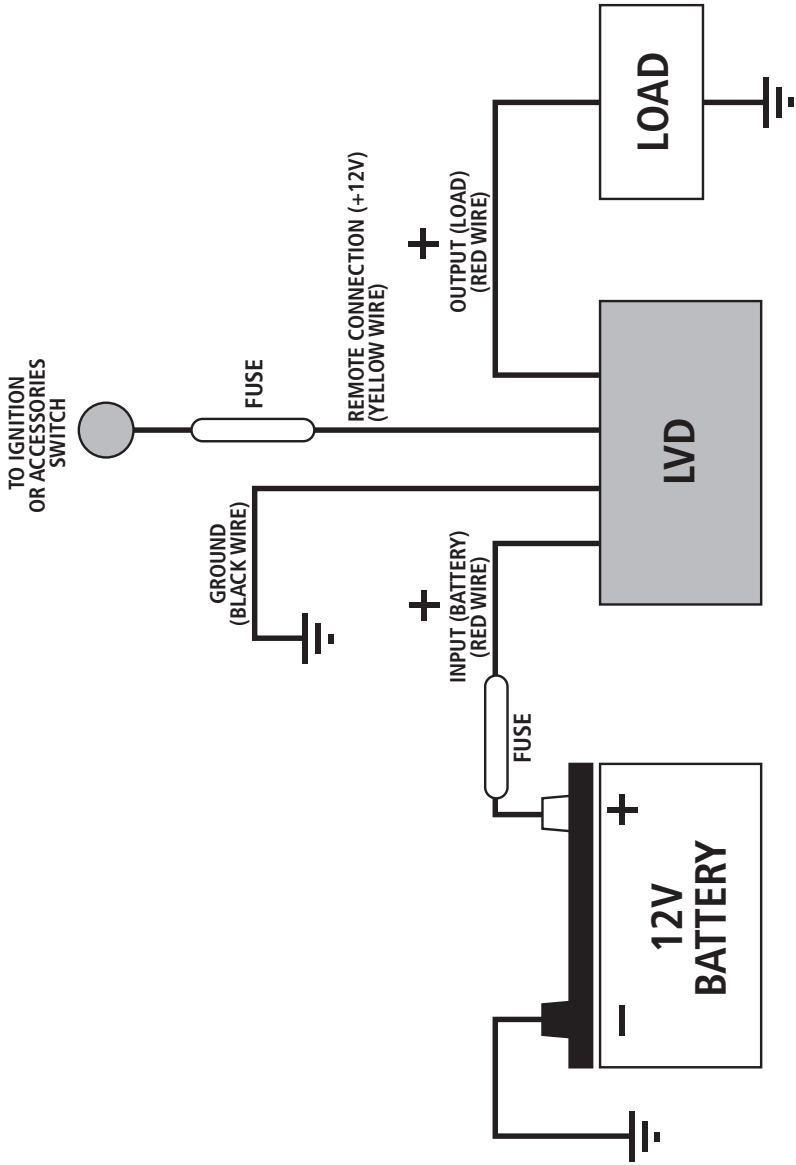 TO IGNITION
OR ACCESSORIES
SWITCH
FUSE
REMOTE CONNECTION (+12V)
(YELLOW WIRE)
GROUND
(BLACK WIRE)
+
INPUT (BATTERY)
(RED WIRE)
+
OUTPUT (LOAD)
(RED WIRE)
FUSE
12V
BATTERY
-
+
LVD
LOAD